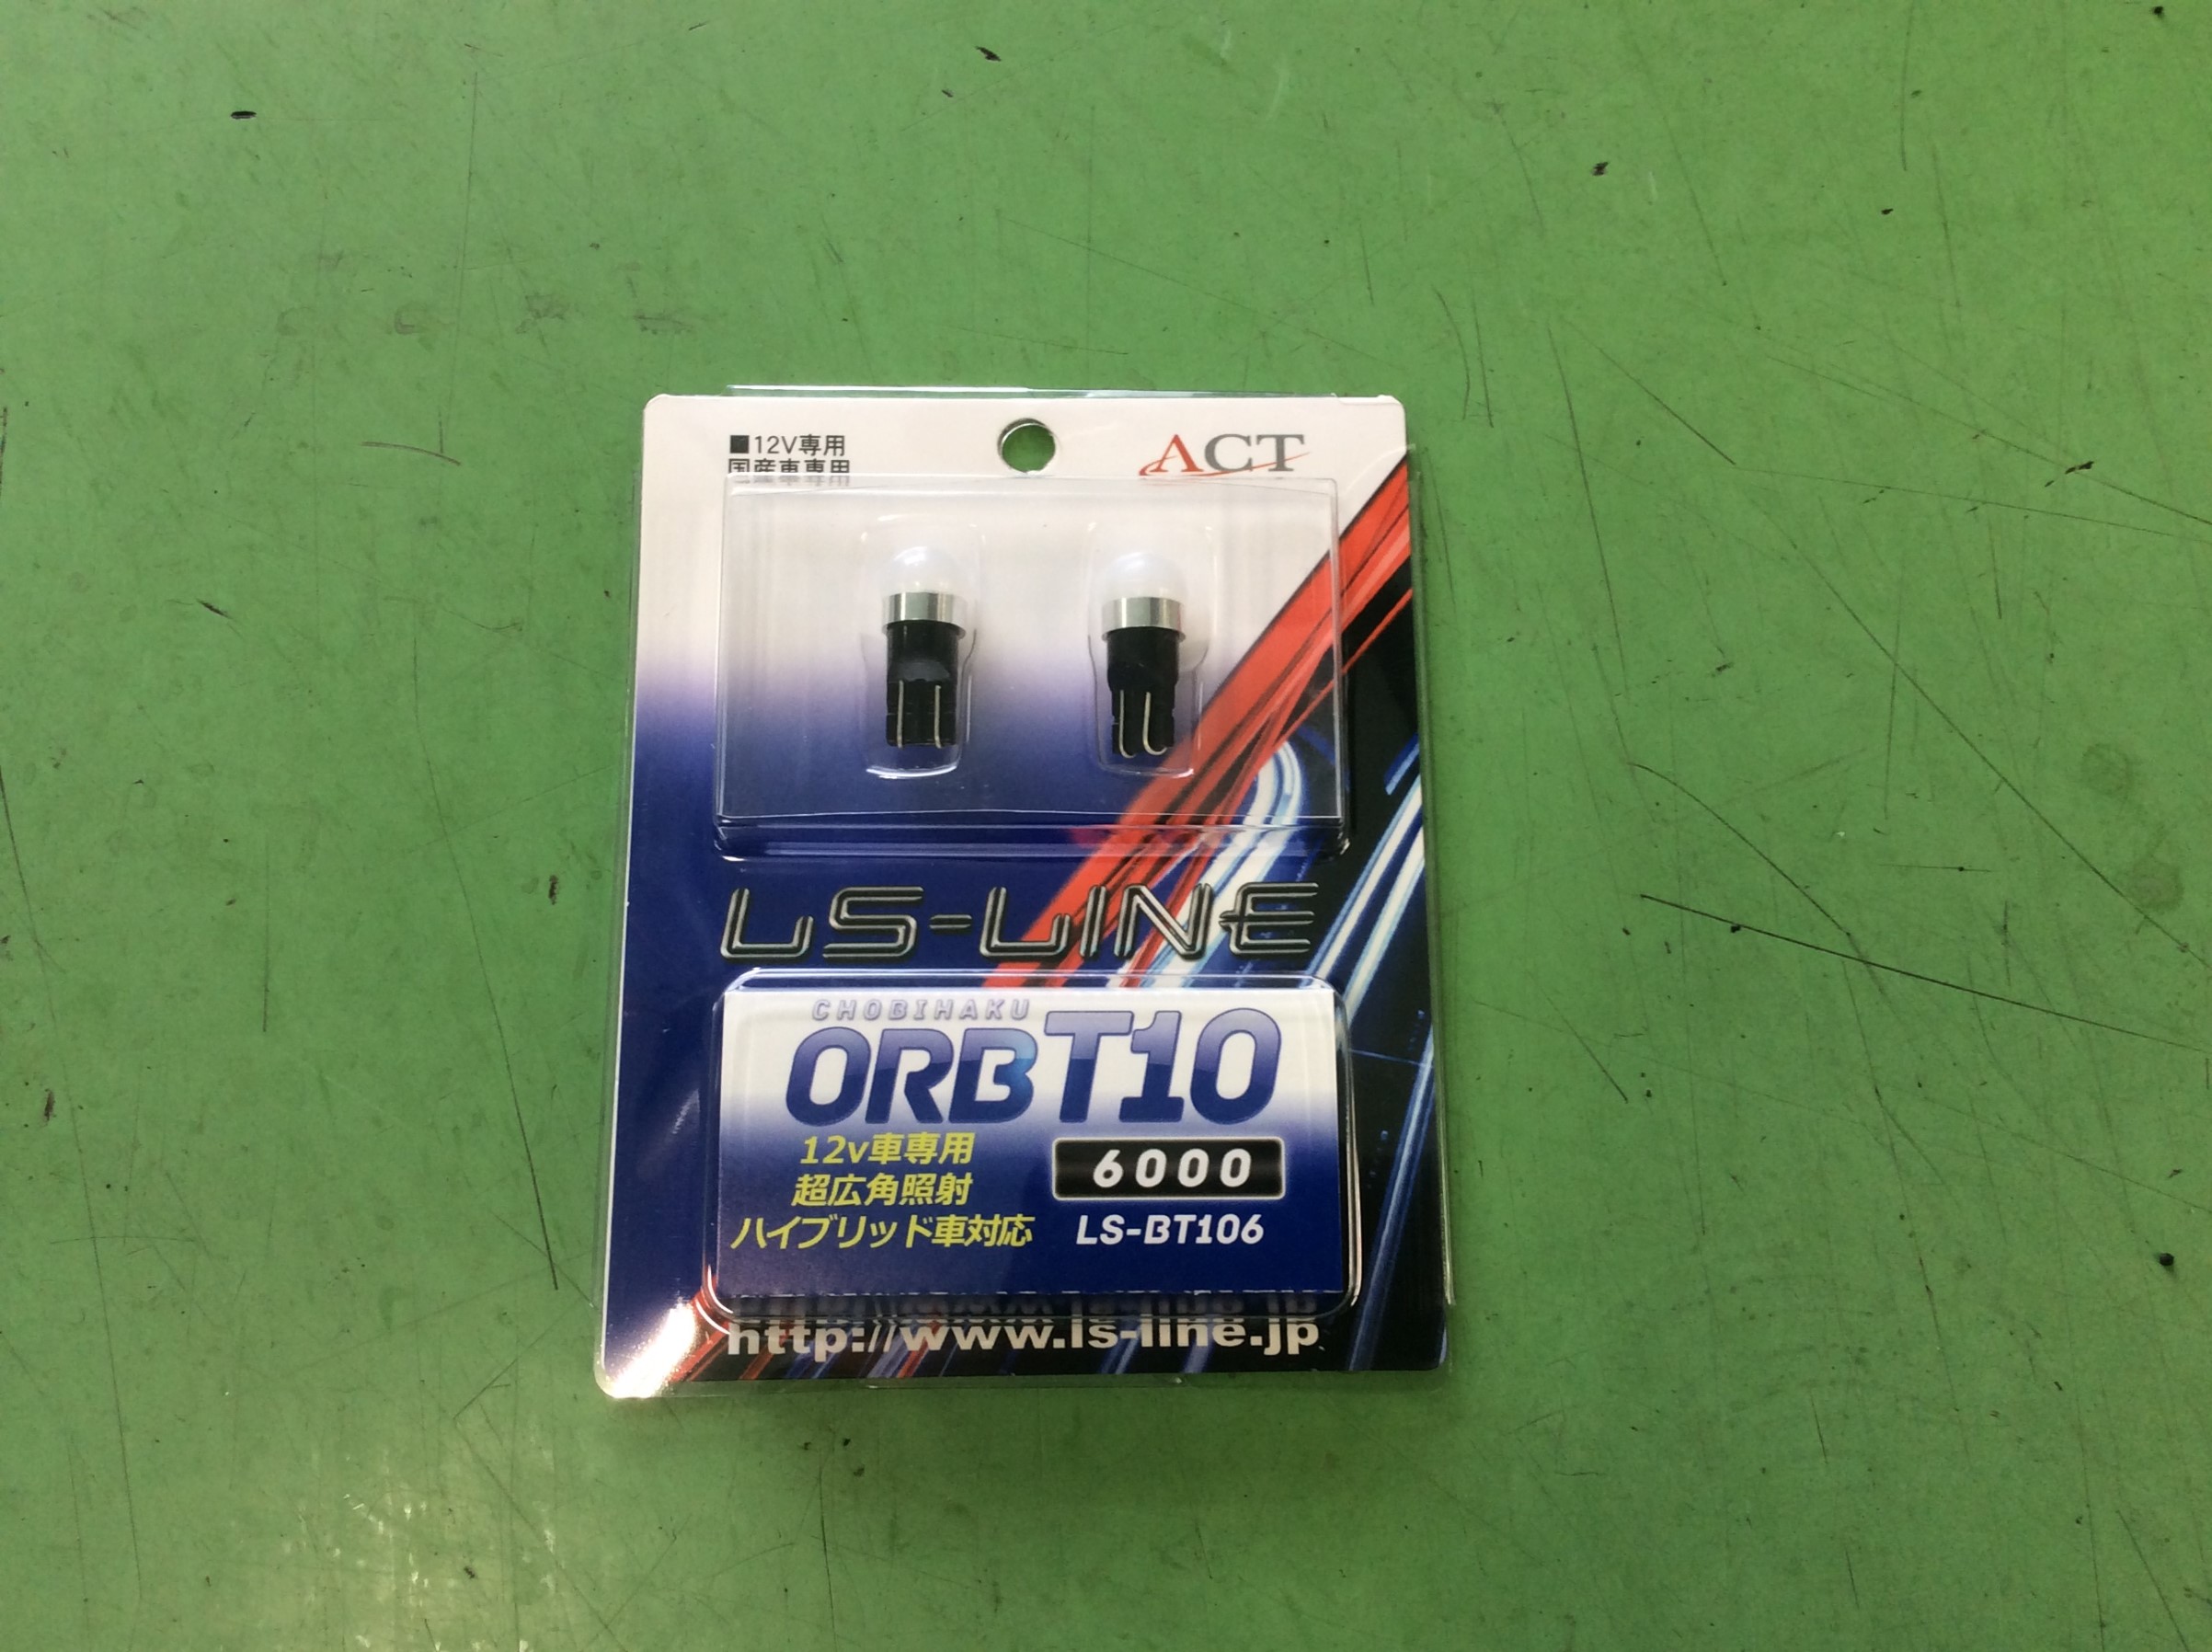 ■12V専用
国産車専用
ACT
LS-LINE
CHOBIHAKU
ORBT10
12v車専用
超広角照射
ハイブリッド車対応
6000
LS-BT106
http://www.ls-line.jp